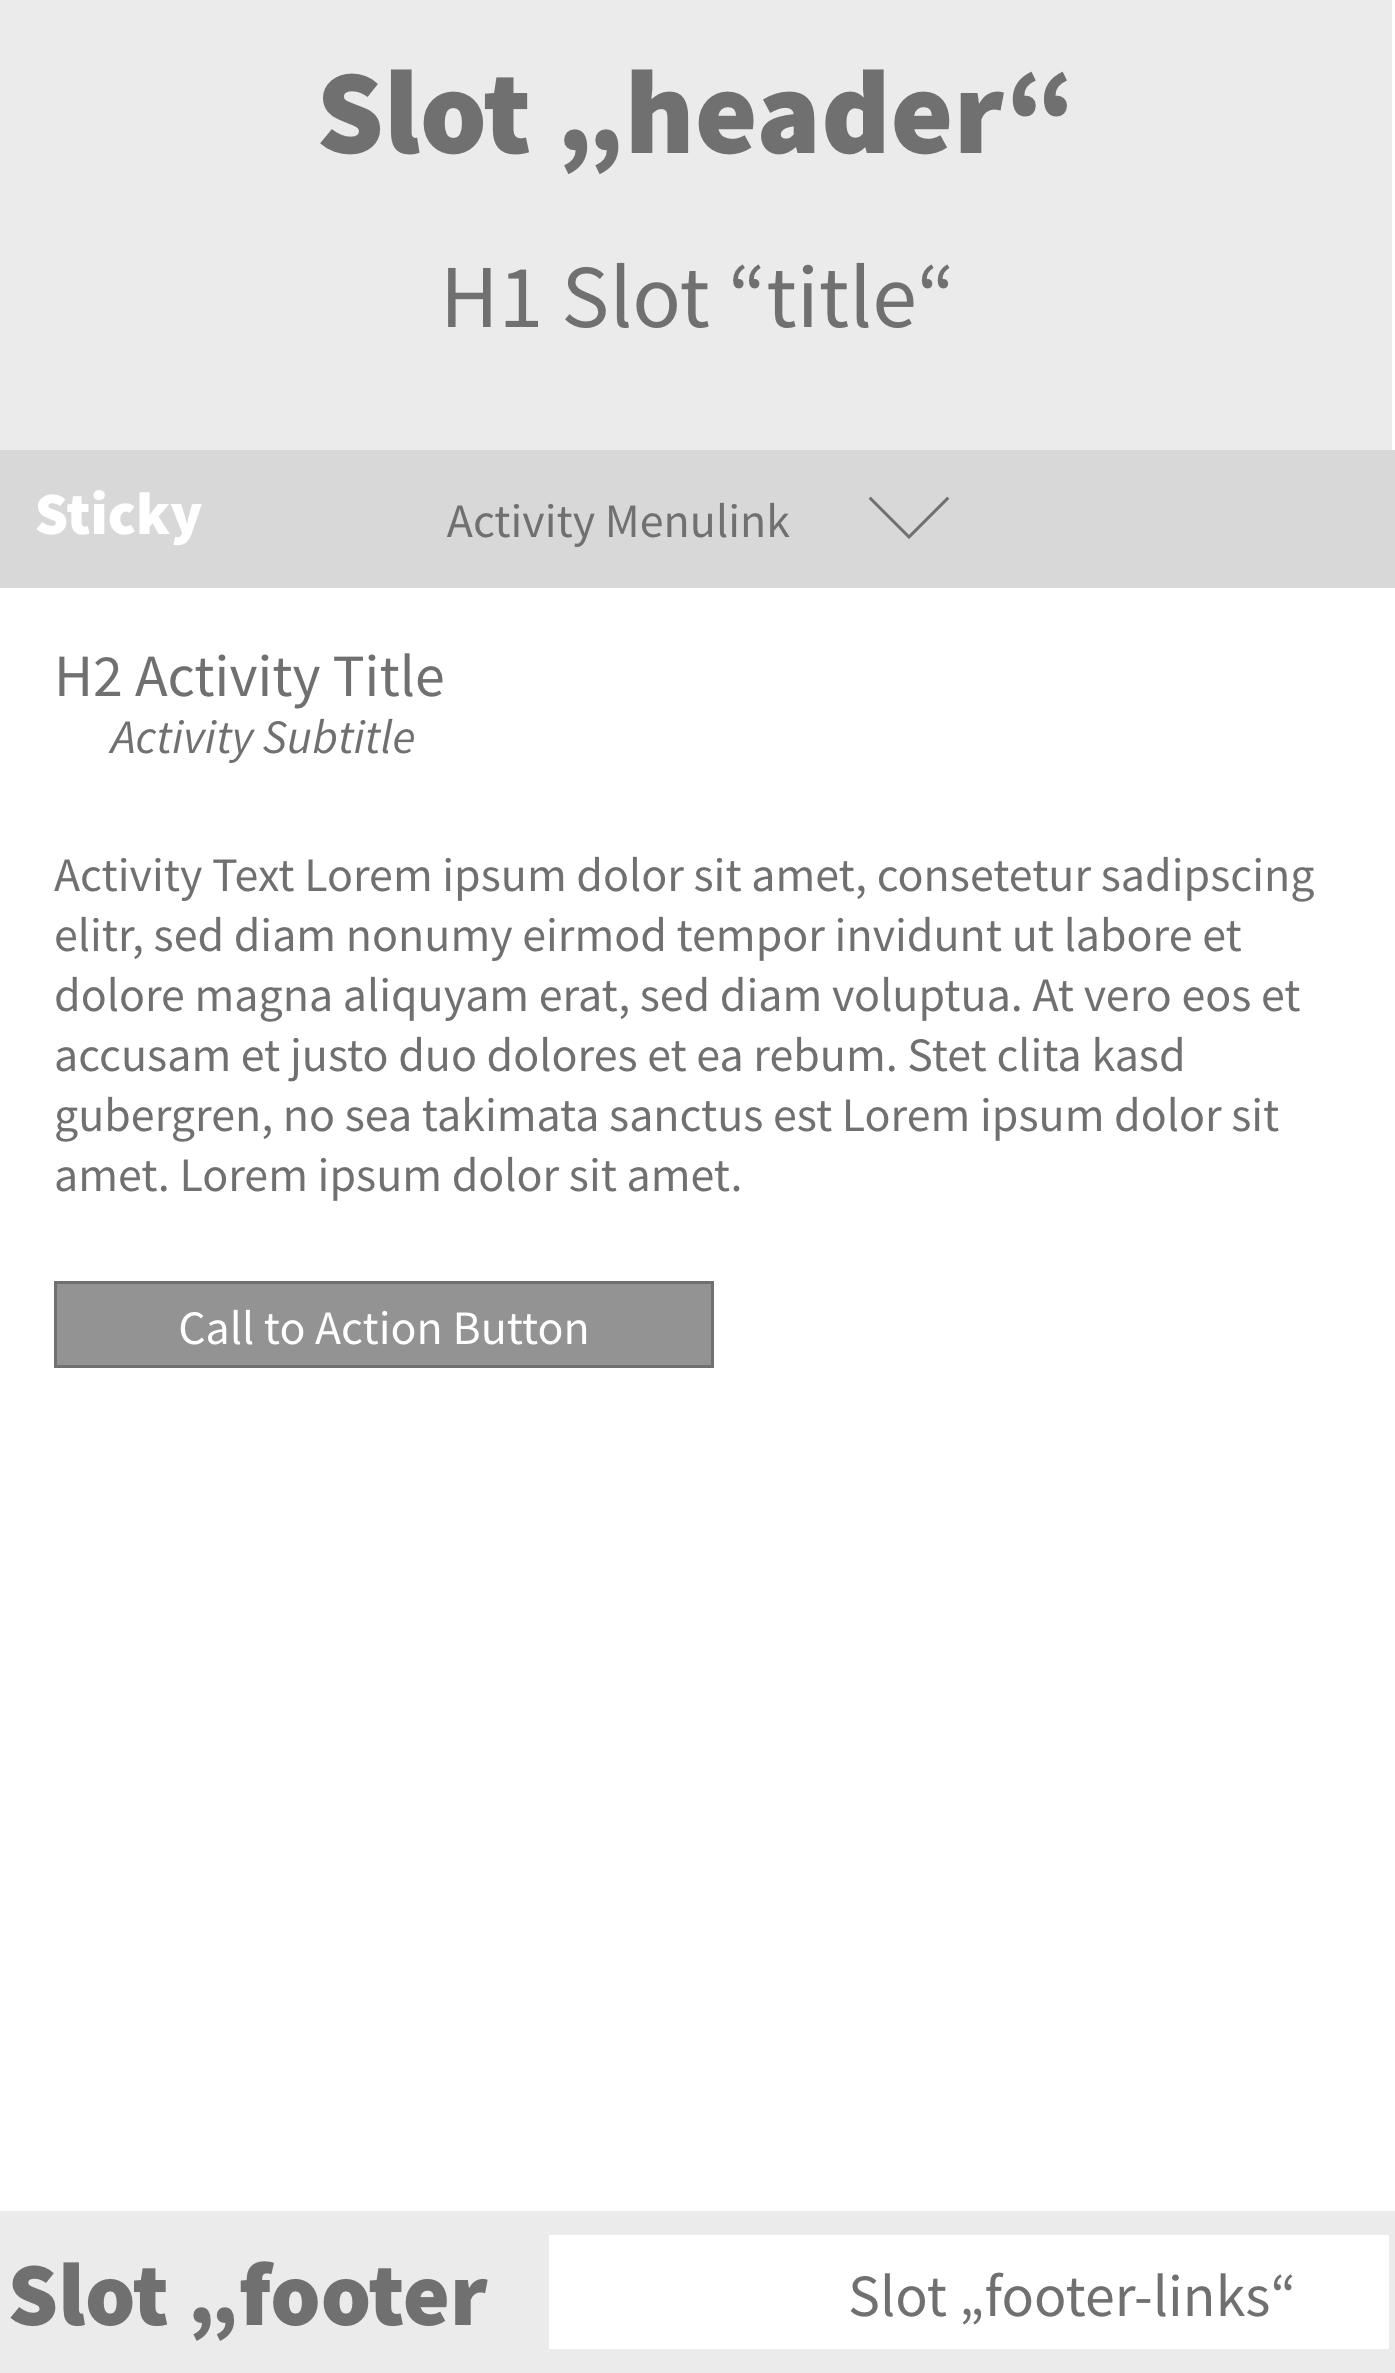 Slot „header“
H1 Slot “title“
Sticky
Activity Menulink
H2 Activity Title
Activity Subtitle
Activity Text Lorem ipsum dolor sit amet, consetetur sadipscing
elitr, sed diam nonumy eirmod tempor invidunt ut labore et
dolore magna aliquyam erat, sed diam voluptua. At vero eos et
accusam et justo duo dolores et ea rebum. Stet clita kasd
gubergren, no sea takimata sanctus est Lorem ipsum dolor sit
amet. Lorem ipsum dolor sit amet.
Call to Action Button
Slot „footer
Slot „footer-links“